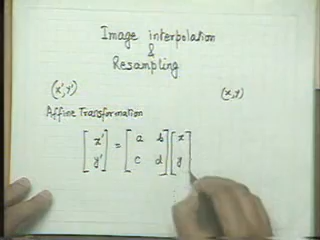 Image interpolation
&
Resampling
(x', y') (x, y)
Affine Transformation
[x' y'] = [a b c d] [x y]